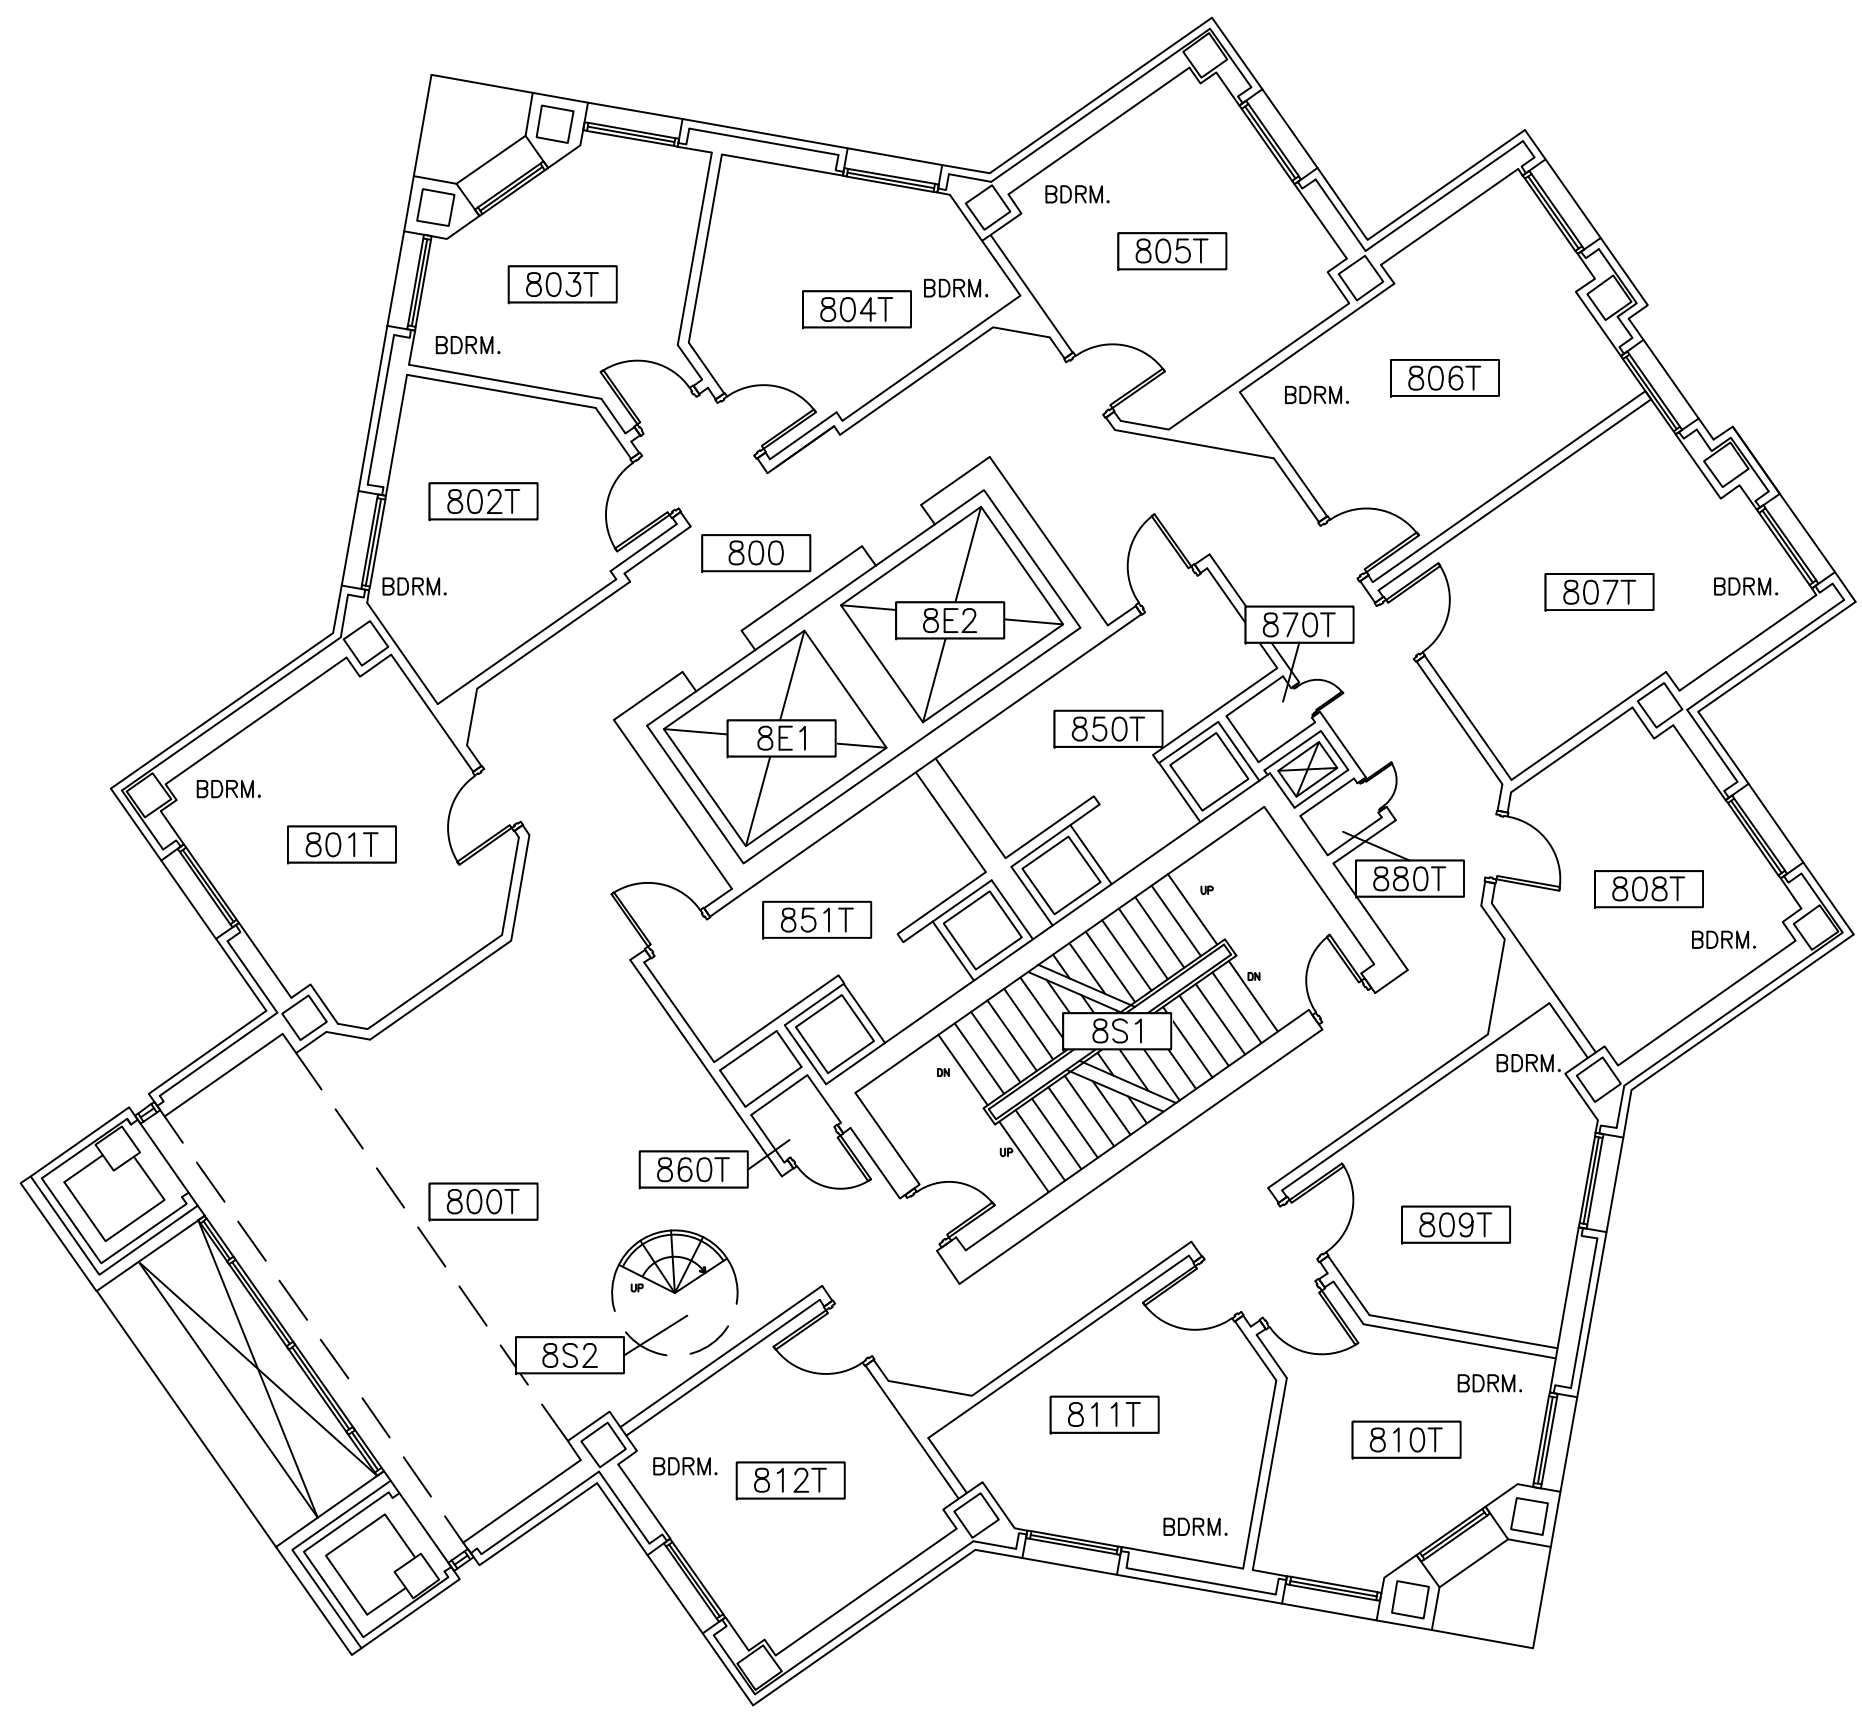 BDRM.
805T
803T
BDRM.
804T
BDRM.
806T
BDRM.
802T
800
BDRM.
807T
BDRM.
8E2
870T
850T
8E1
BDRM.
801T
880T
808T
UP
851T
BDRM.
DN
8S1
DN
BDRM.
UP
860T
800T
809T
UP
8S2
BDRM.
811T
810T
BDRM.
812T
BDRM.